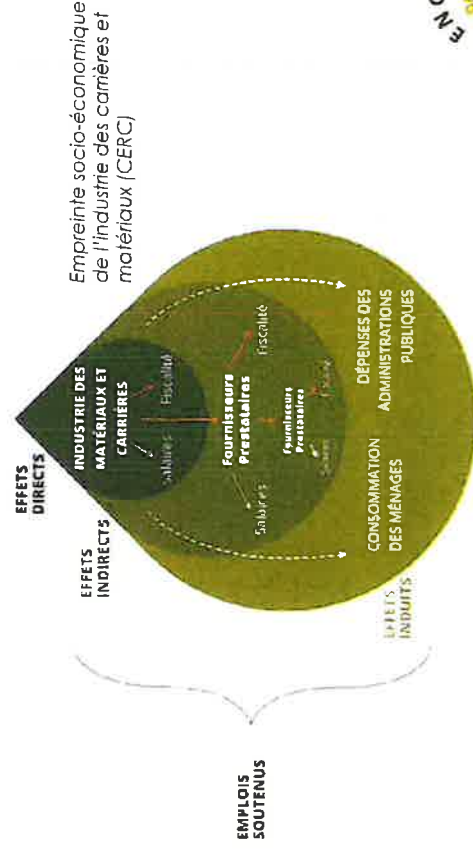 Empreinte socio-économique
de l'industrie des carrières et
matériaux (CERC)
EFFETS
DIRECTS
EFFETS
INDIRECTS
INDUSTRIE DES
MATÉRIAUX ET
CARRIÈRES
Salaires
Fiscalité
Fournisseurs
Prestataires
Salaires
Fiscalité
Fournisseurs
Prestataires
Salaires
CONSOMMATION
DES MÉNAGES
DÉPENSES DES
ADMINISTRATIONS
PUBLIQUES
EFFETS
INDUITS
EMPLOIS
SOUTENUS